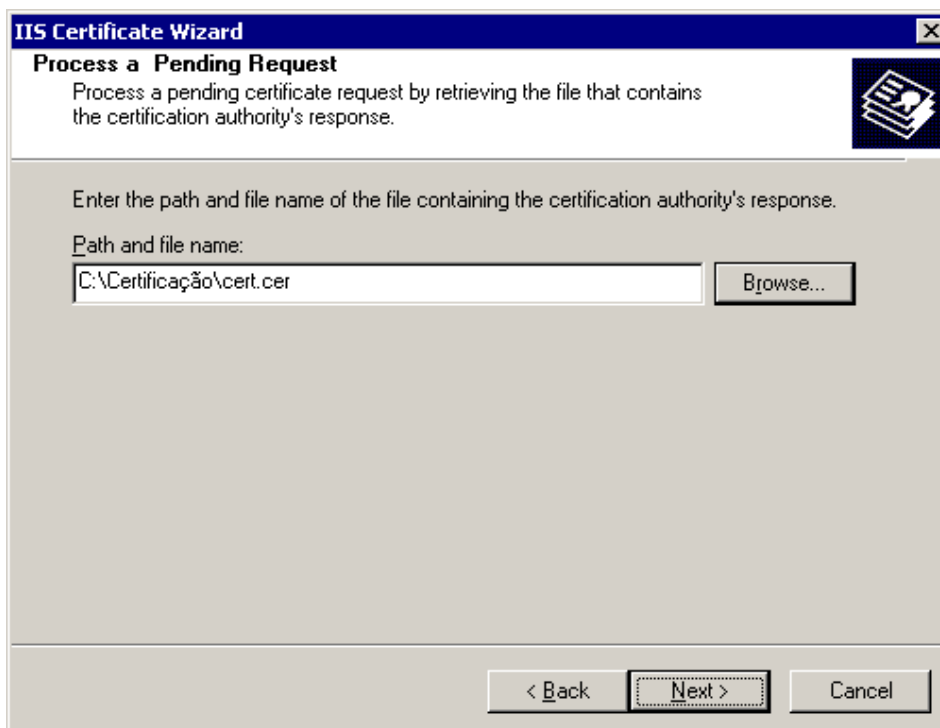 IIS Certificate Wizard
Process a  Pending Request
Process a pending certificate request by retrieving the file that contains
the certification authority's response.
Enter the path and file name of the file containing the certification authority's response.
Path and file name:
C:\Certificação\cert.cer
Browse...
< Back
Next >
Cancel